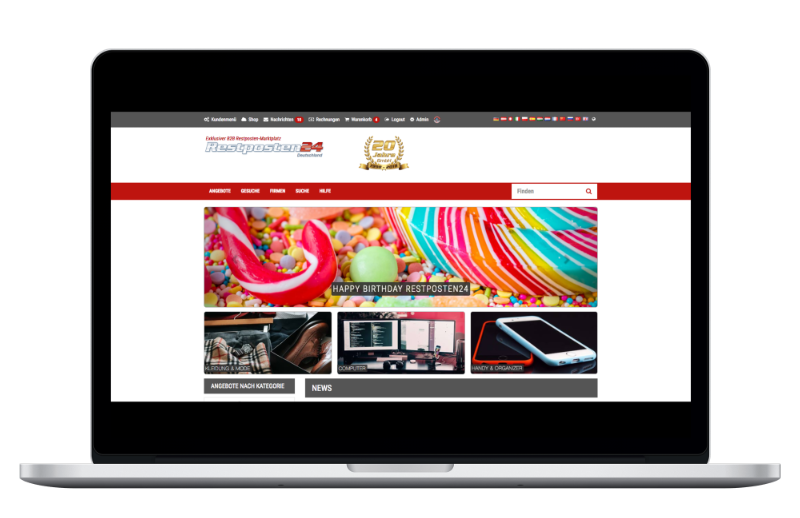 Kundenmenü Shop Nachrichten Rechnungen Warenkorb 4 Logout Admin
Exklusiver B2B Restposten-Marktplatz
Restposten24
Deutschland
20
Jahre
GmbH
ANGEBOTE GESUCHE FIRMEN SUCHE HILFE
Finden
HAPPY BIRTHDAY RESTPOSTEN24
KLEIDUNG & MODE
COMPUTER
HANDY & ORGANIZER
ANGEBOTE NACH KATEGORIE
NEWS